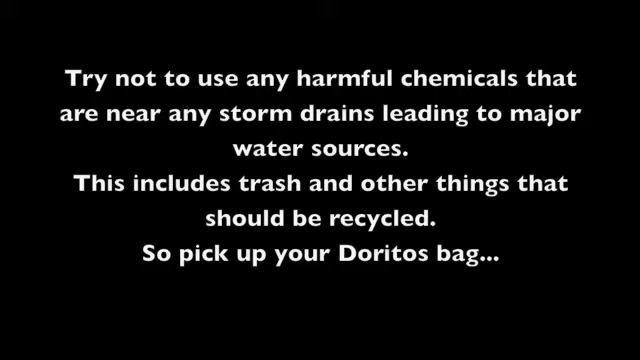 Try not to use any harmful chemicals that
are near any storm drains leading to major
water sources.
This includes trash and other things that
should be recycled.
So pick up your Doritos bag...